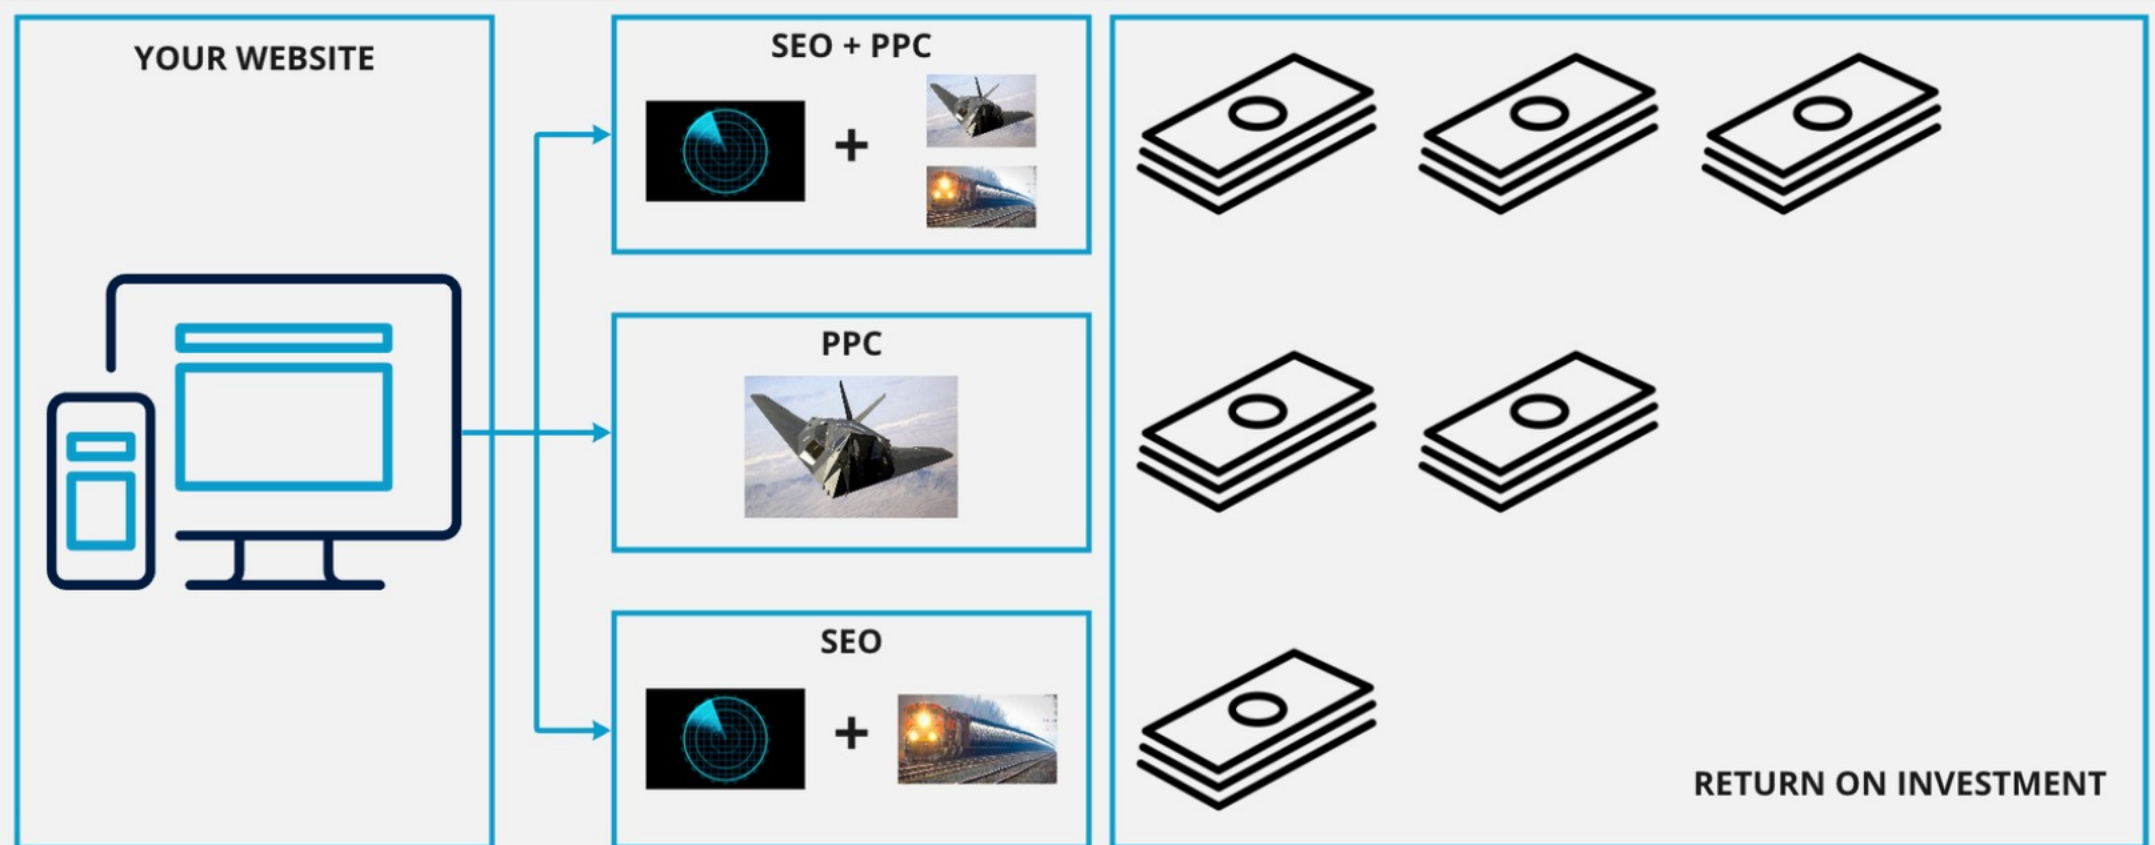 YOUR WEBSITE
SEO + PPC
PPC
SEO
RETURN ON INVESTMENT